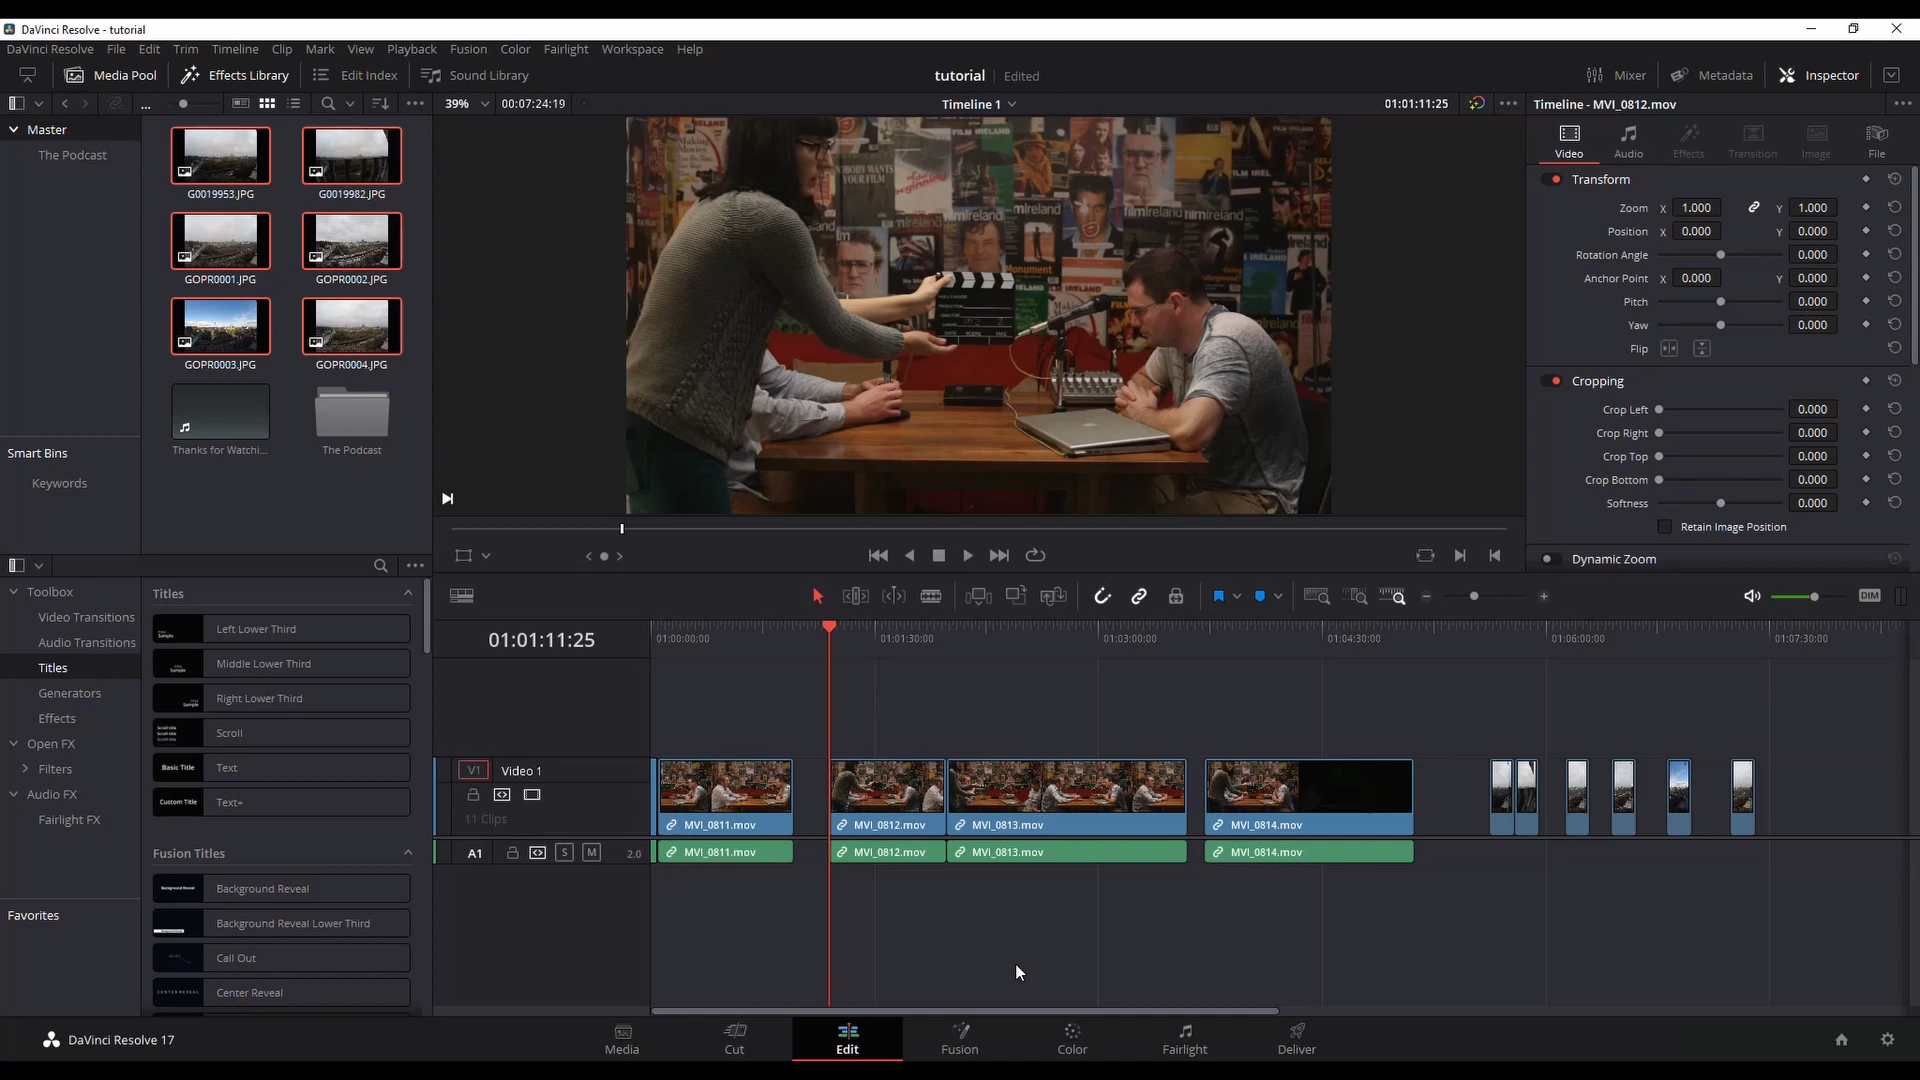 DaVinci Resolve - tutorial
DaVinci Resolve File Edit Trim Timeline Clip Mark View Playback Fusion Color Fairlight Workspace Help
Media Pool Effects Library Edit Index Sound Library tutorial Edited Mixer Metadata Inspector
... 39% 00:07:24:19 Timeline 1 01:01:11:25 Timeline - MVI_0812.mov
Master
The Podcast
G0019953.JPG G0019982.JPG
GOPR0001.JPG GOPR0002.JPG
GOPR0003.JPG GOPR0004.JPG
Thanks for Watchi... The Podcast
Smart Bins
Keywords
Video Audio Effects Transition Image File
Transform
Zoom X 1.000 Y 1.000
Position X 0.000 Y 0.000
Rotation Angle 0.000
Anchor Point X 0.000 Y 0.000
Pitch 0.000
Yaw 0.000
Flip
Cropping
Crop Left 0.000
Crop Right 0.000
Crop Top 0.000
Crop Bottom 0.000
Softness 0.000
Retain Image Position
Dynamic Zoom
Toolbox
Video Transitions
Audio Transitions
Titles
Generators
Effects
Open FX
Filters
Audio FX
Fairlight FX
Favorites
Titles
Left Lower Third
Middle Lower Third
Right Lower Third
Scroll
Basic Title Text
Custom Title Text+
Fusion Titles
Background Reveal
Background Reveal Lower Third
Call Out
Center Reveal
DIM
01:01:11:25 01:00:00:00 01:01:30:00 01:03:00:00 01:04:30:00 01:06:00:00 01:07:30:00
V1 Video 1
11 Clips
MVI_0811.mov MVI_0812.mov MVI_0813.mov MVI_0814.mov
A1 S M 2.0 MVI_0811.mov MVI_0812.mov MVI_0813.mov MVI_0814.mov
DaVinci Resolve 17 Media Cut Edit Fusion Color Fairlight Deliver